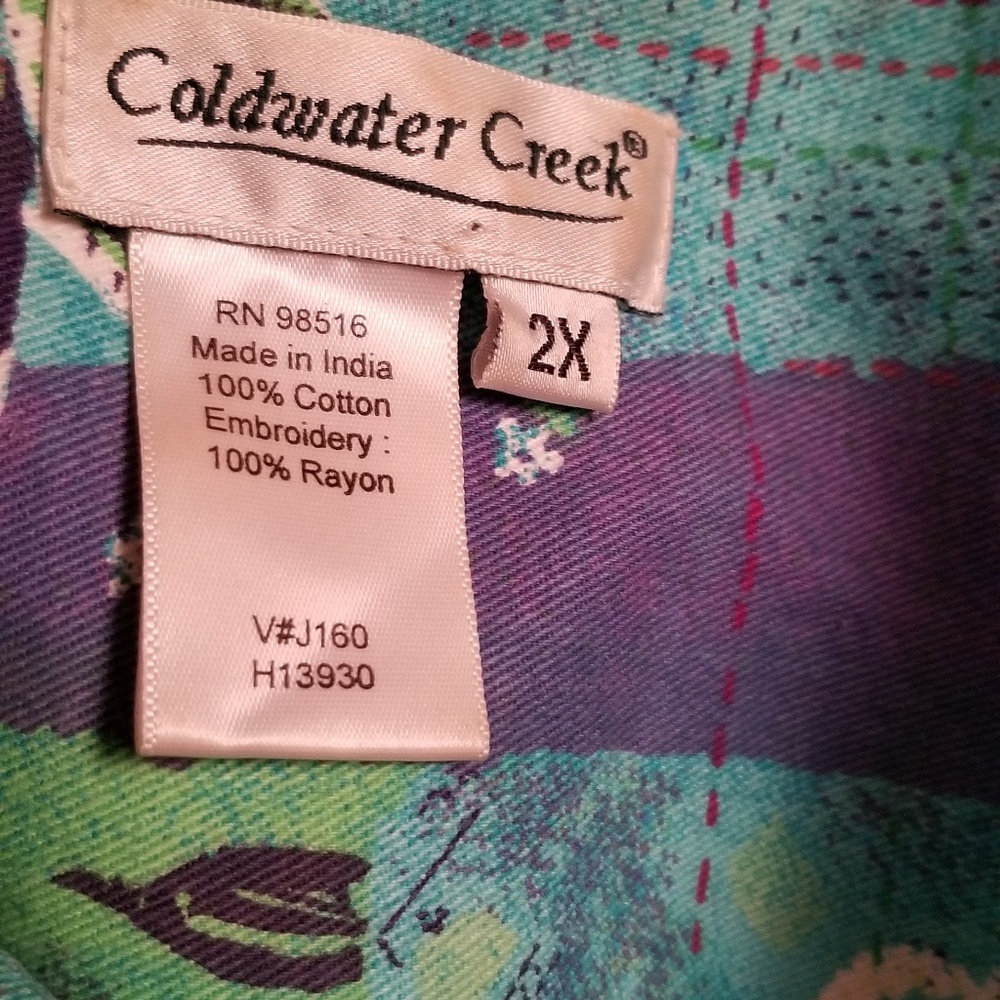 Coldwater Creek®
2X
RN 98516
Made in India
100% Cotton
Embroidery :
100% Rayon
V#J160
H13930